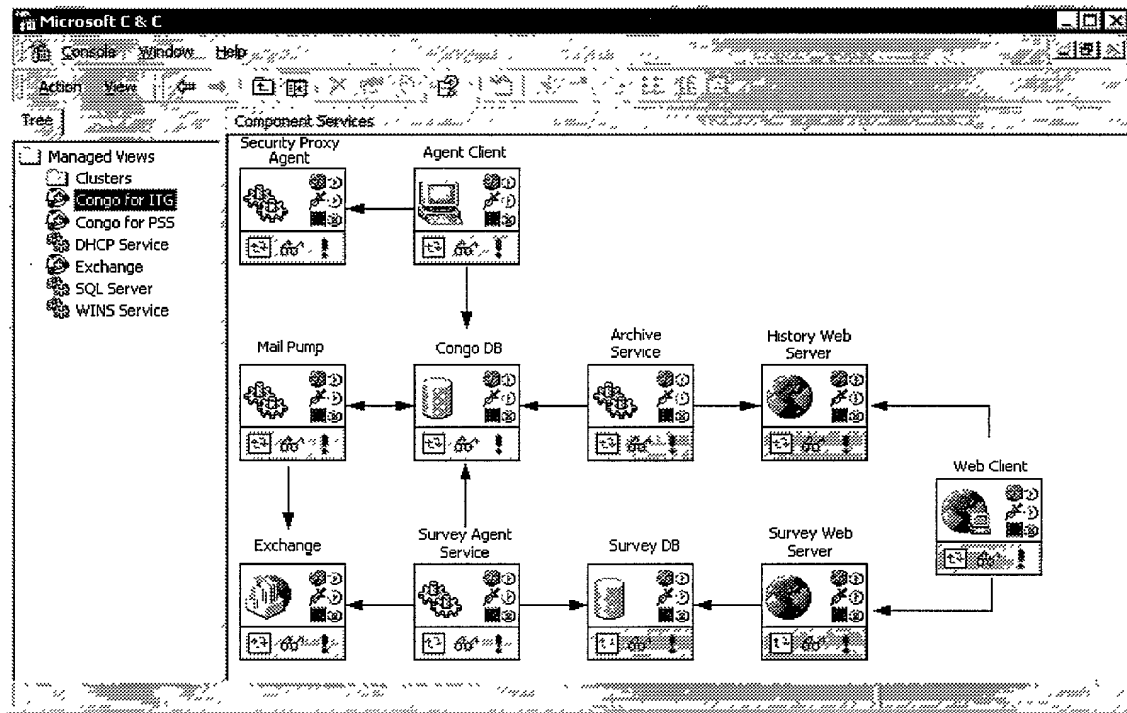 Microsoft C & C
Console Window Help
Action View
Tree
Component Services
Managed Views
Clusters
Congo for ITG
Congo for PSS
DHCP Service
Exchange
SQL Server
WINS Service
Security Proxy
Agent
Agent Client
Mail Pump
Congo DB
Archive
Service
History Web
Server
Web Client
Exchange
Survey Agent
Service
Survey DB
Survey Web
Server